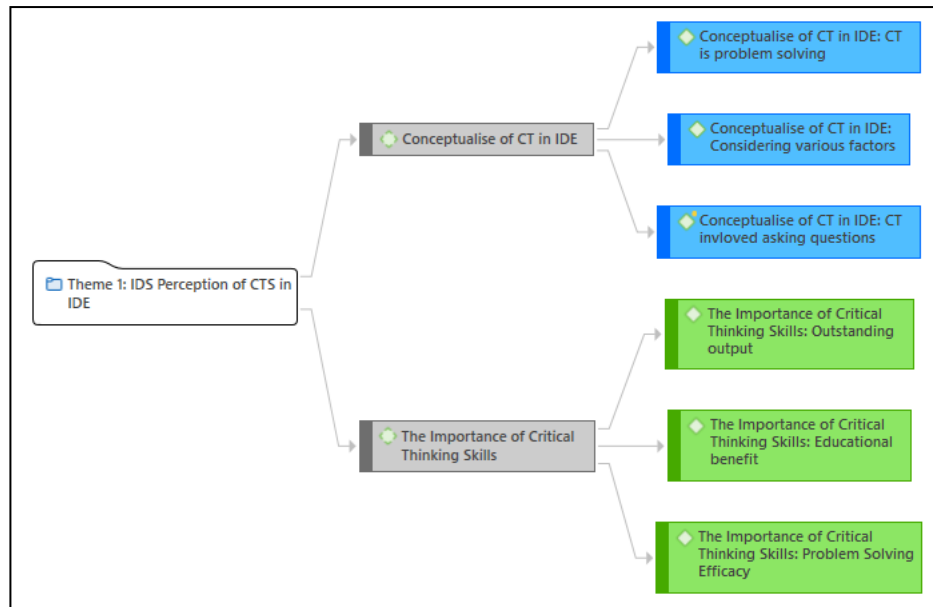 Conceptualise of CT in IDE: CT
is problem solving
Conceptualise of CT in IDE
Conceptualise of CT in IDE:
Considering various factors
Conceptualise of CT in IDE: CT
invloved asking questions
Theme 1: IDS Perception of CTS in
IDE
The Importance of Critical
Thinking Skills: Outstanding
output
The Importance of Critical
Thinking Skills
The Importance of Critical
Thinking Skills: Educational
benefit
The Importance of Critical
Thinking Skills: Problem Solving
Efficacy